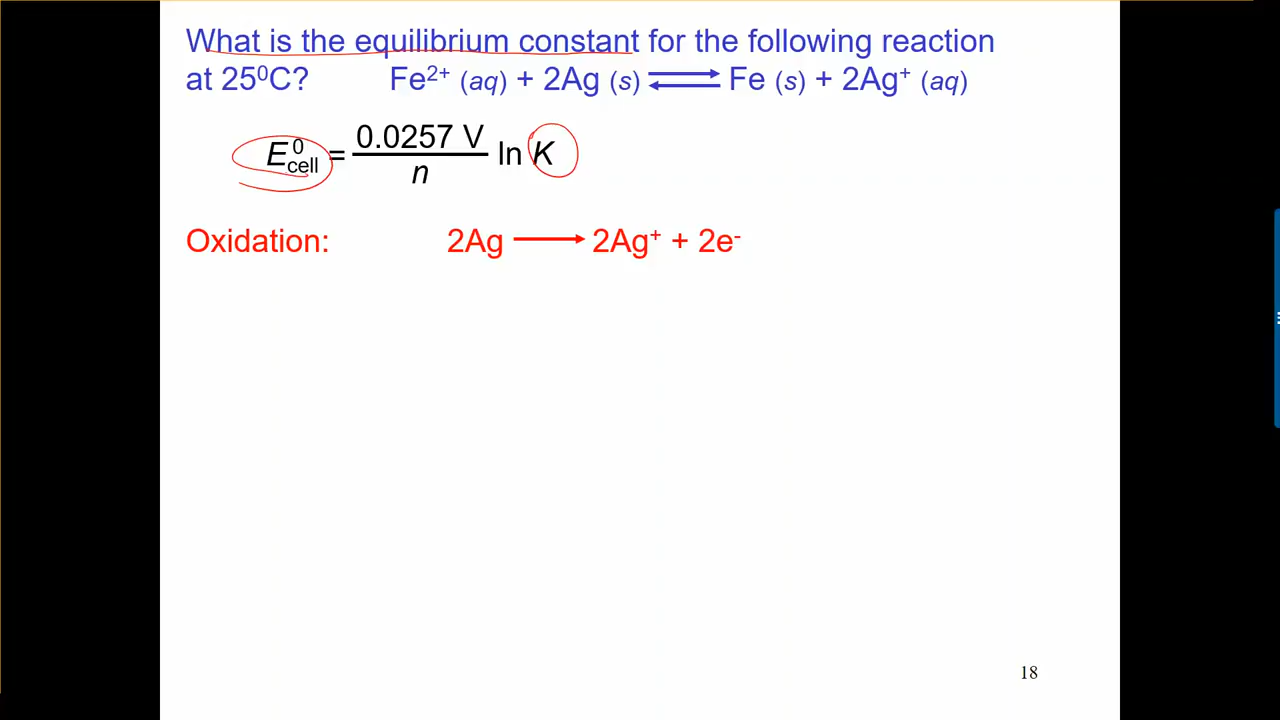 What is the equilibrium constant for the following reaction
at 25⁰C? Fe²⁺ (aq) + 2Ag (s) ⇌ Fe (s) + 2Ag⁺ (aq)
E⁰cell = 0.0257 V / n ln K
Oxidation: 2Ag → 2Ag⁺ + 2e⁻
18